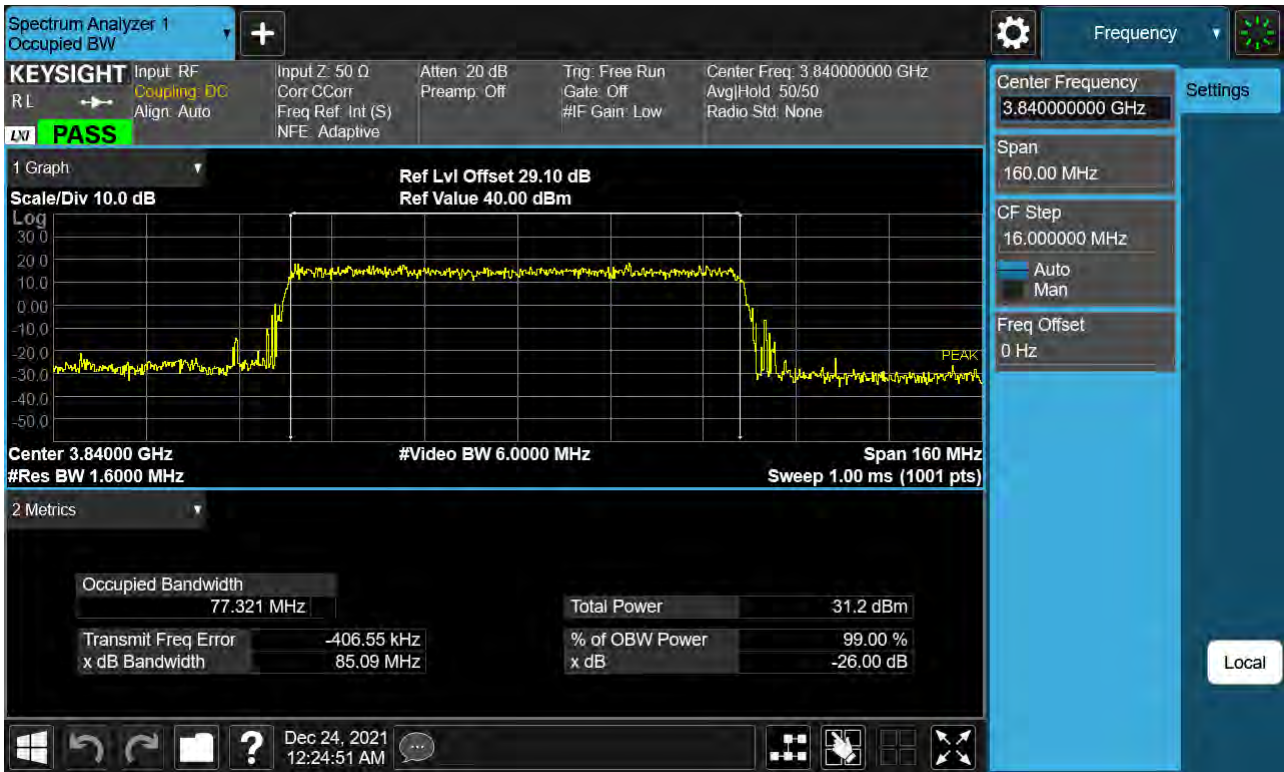 Spectrum Analyzer 1
Occupied BW
+
Frequency
KEYSIGHT
RL
LXI PASS
Input: RF
Coupling: DC
Align: Auto
Input Z: 50 Ω
Corr CCorr
Freq Ref: Int (S)
NFE: Adaptive
Atten: 20 dB
Preamp: Off
Trig: Free Run
Gate: Off
#IF Gain: Low
Center Freq: 3.840000000 GHz
Avg|Hold: 50/50
Radio Std: None
Center Frequency
3.840000000 GHz
Settings
Span
160.00 MHz
CF Step
16.000000 MHz
Auto
Man
Freq Offset
0 Hz
Local
1 Graph
Scale/Div 10.0 dB
Ref Lvl Offset 29.10 dB
Ref Value 40.00 dBm
Log
30.0
20.0
10.0
0.00
-10.0
-20.0
-30.0
-40.0
-50.0
PEAK
Center 3.84000 GHz
#Video BW 6.0000 MHz
Span 160 MHz
#Res BW 1.6000 MHz
Sweep 1.00 ms (1001 pts)
2 Metrics
Occupied Bandwidth
77.321 MHz
Total Power 31.2 dBm
Transmit Freq Error -406.55 kHz
% of OBW Power 99.00 %
x dB Bandwidth 85.09 MHz
x dB -26.00 dB
?
Dec 24, 2021
12:24:51 AM